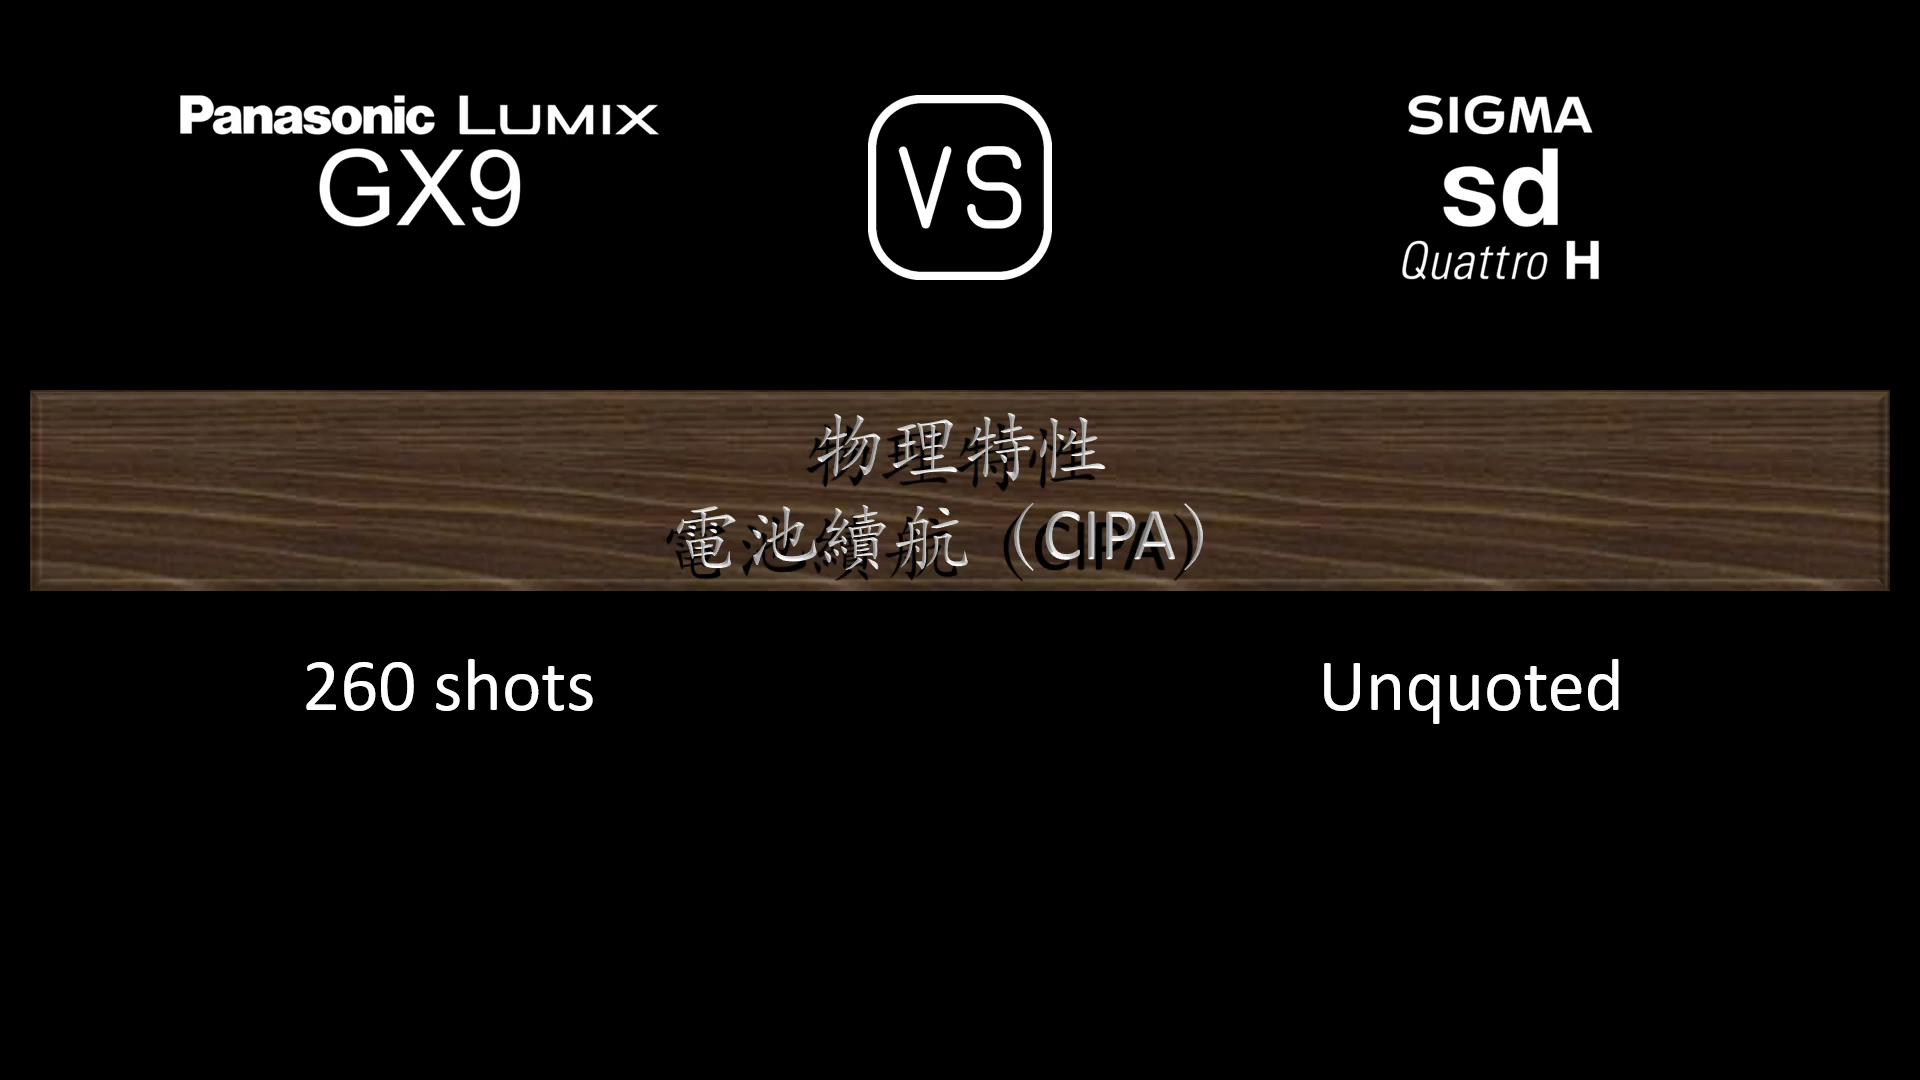 Panasonic LUMIX
GX9
VS
SIGMA
sd
Quattro H
物理特性
電池續航（CIPA）
260 shots
Unquoted